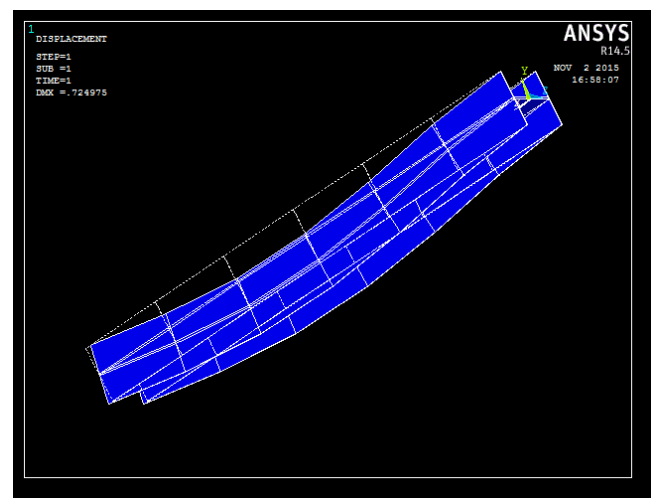 1
DISPLACEMENT
STEP=1
SUB =1
TIME=1
DMX =.724975
ANSYS
R14.5
NOV 2 2015
16:58:07
Y